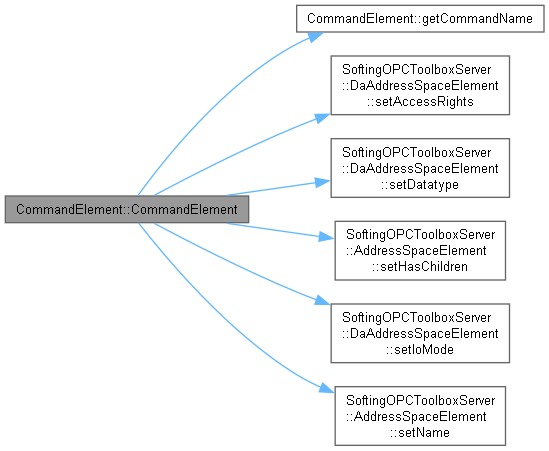 CommandElement::getCommandName
SoftingOPCToolboxServer
::DaAddressSpaceElement
::setAccessRights
SoftingOPCToolboxServer
::DaAddressSpaceElement
::setDatatype
CommandElement::CommandElement
SoftingOPCToolboxServer
::AddressSpaceElement
::setHasChildren
SoftingOPCToolboxServer
::DaAddressSpaceElement
::setIoMode
SoftingOPCToolboxServer
::AddressSpaceElement
::setName